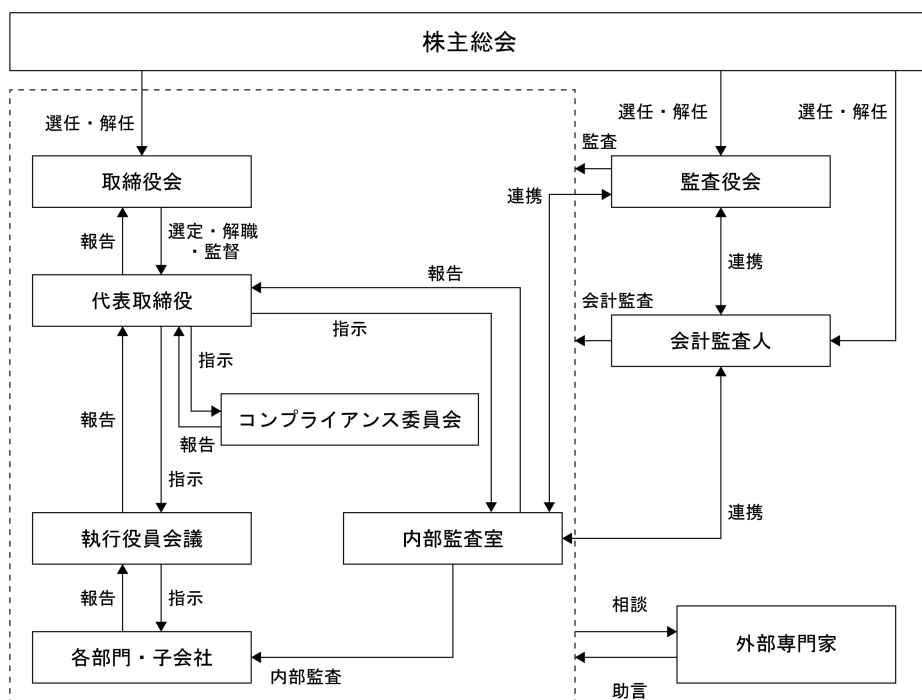 株主総会
選任・解任
選任・解任
選任・解任
監査
取締役会
監査役会
連携
報告
選定・解職
・監督
連携
報告
代表取締役
会計監査
指示
会計監査人
指示
コンプライアンス委員会
報告
報告
指示
執行役員会議
内部監査室
連携
報告
指示
相談
各部門・子会社
外部専門家
内部監査
助言